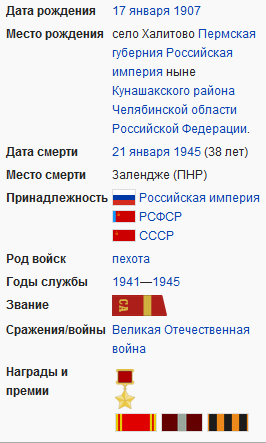 Дата рождения 17 января 1907
Место рождения село Халитово Пермская
губерния Российская
империя ныне
Кунашакского района
Челябинской области
Российской Федерации.
Дата смерти 21 января 1945 (38 лет)
Место смерти Залендже (ПНР)
Принадлежность Российская империя
РСФСР
СССР
Род войск пехота
Годы службы 1941—1945
Звание СА
Сражения/войны Великая Отечественная
война
Награды и
премии